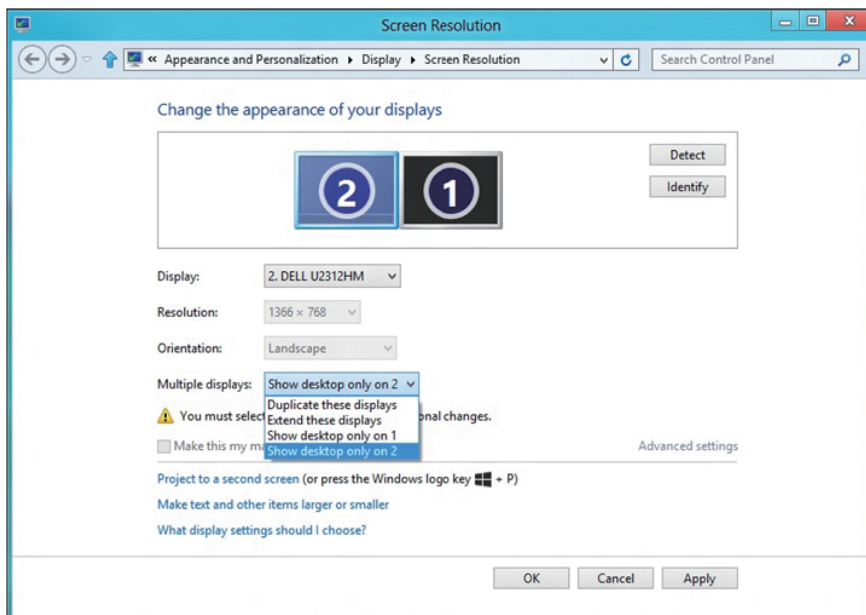 Screen Resolution
« Appearance and Personalization ▸ Display ▸ Screen Resolution Search Control Panel
Change the appearance of your displays
2 1
Detect
Identify
Display: 2. DELL U2312HM
Resolution: 1366 × 768
Orientation: Landscape
Multiple displays: Show desktop only on 2
Duplicate these displays
You must selec onal changes.
Extend these displays
Show desktop only on 1
Make this my ma Show desktop only on 2 Advanced settings
Project to a second screen (or press the Windows logo key + P)
Make text and other items larger or smaller
What display settings should I choose?
OK Cancel Apply